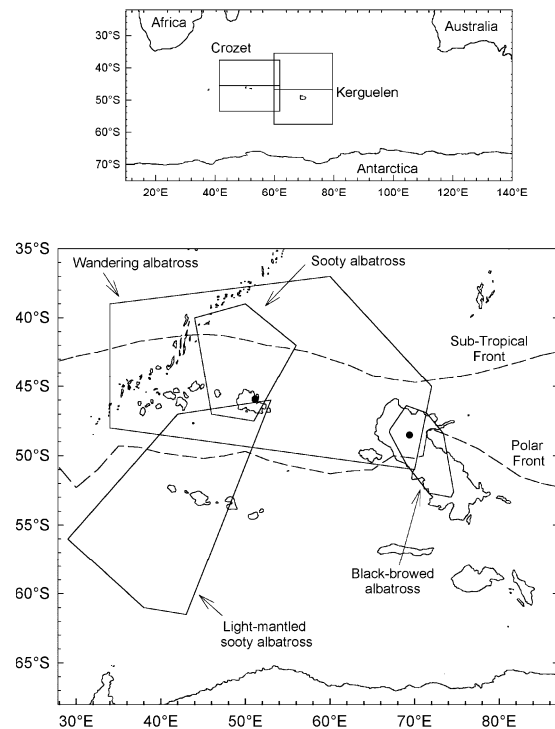 Africa
Australia
30°S
Crozet
40°S
50°S
Kerguelen
60°S
70°S
Antarctica
20°E 40°E 60°E 80°E 100°E 120°E 140°E
35°S
Wandering albatross
Sooty albatross
40°S
Sub-Tropical
Front
45°S
50°S
Polar
Front
55°S
Black-browed
albatross
60°S
Light-mantled
sooty albatross
65°S
30°E 40°E 50°E 60°E 70°E 80°E